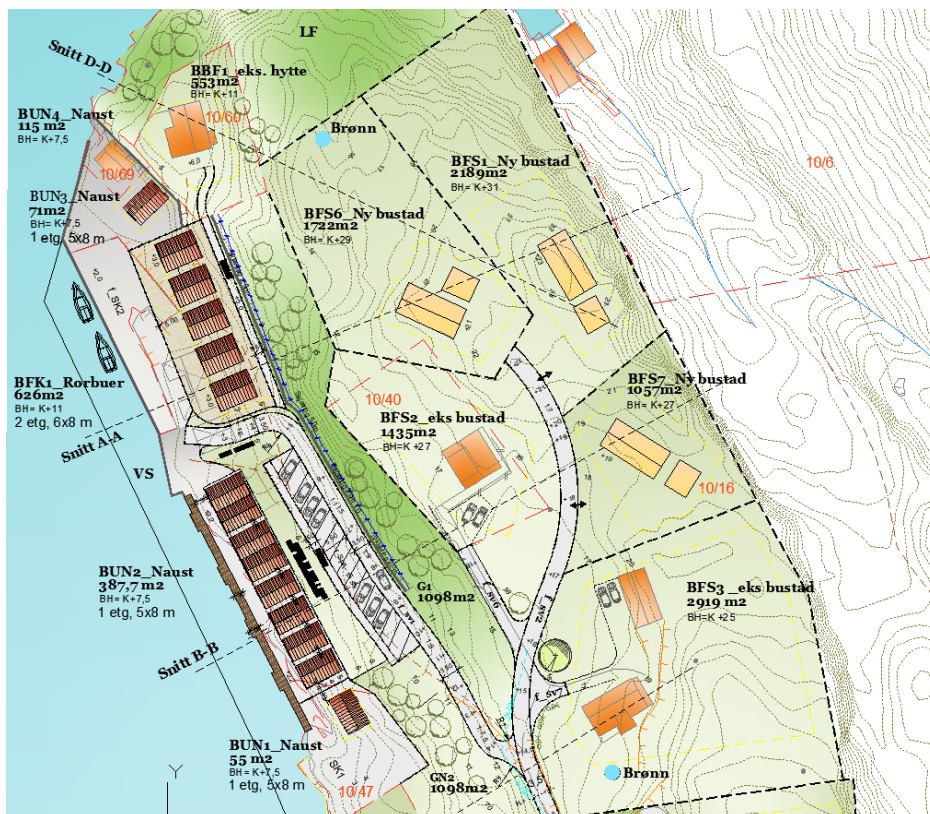 LF
Snitt D-D
BBF1_eks. hytte
553m2
BH= K+11
10/60
BUN4_Naust
115 m2
BH= K+7,5
10/69
Brønn
10/6
BFS1_Ny bustad
2189m2
BH= K+31
BUN3_Naust
71m2
BH= K+7,5
1 etg, 5x8 m
BFS6_Ny bustad
1722m2
BH= K+29
f_SK2
BFK1_Rorbuer
626m2
BH= K+11
2 etg, 6x8 m
BFS7_Ny bustad
1057m2
BH= K+27
10/40
BFS2_eks bustad
1435m2
BH=K +27
Snitt A-A
VS
10/16
BUN2_Naust
387,7 m2
BH= K+7,5
1 etg, 5x8 m
G1
1098m2
f_sv6
f_sv2
BFS3 _eks bustad
2919 m2
BH=K +25
Snitt B-B
f_sv7
BUN1_Naust
55 m2
BH= K+7,5
1 etg, 5x8 m
SK1
10/47
GN2
1098m2
Brønn